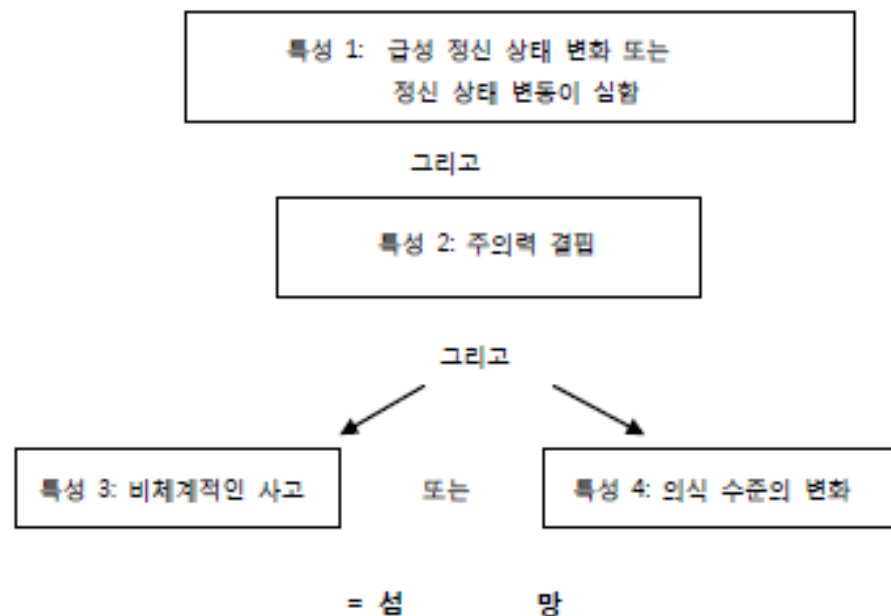 특성 1: 급성 정신 상태 변화 또는
정신 상태 변동이 심함
그리고
특성 2: 주의력 결핍
그리고
특성 3: 비체계적인 사고
또는
특성 4: 의식 수준의 변화
= 섬 망